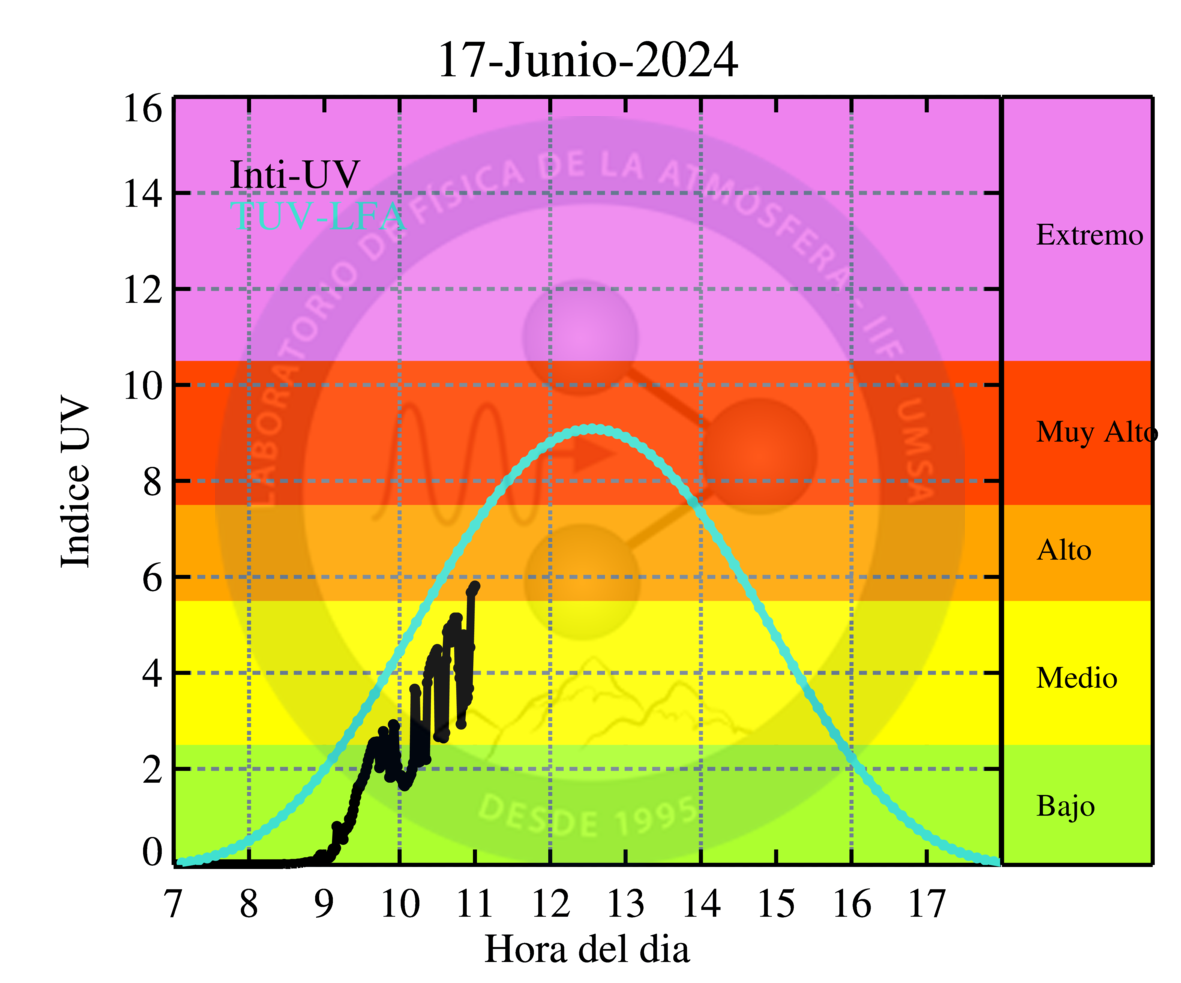 17-Junio-2024
Inti-UV
TUV-LFA
16
14
12
10
8
6
4
2
0
Indice UV
7 8 9 10 11 12 13 14 15 16 17
Hora del dia
Extremo
Muy Alto
Alto
Medio
Bajo
LABORATORIO DE FÍSICA DE LA ATMÓSFERA - IIF - UMSA
DESDE 1995